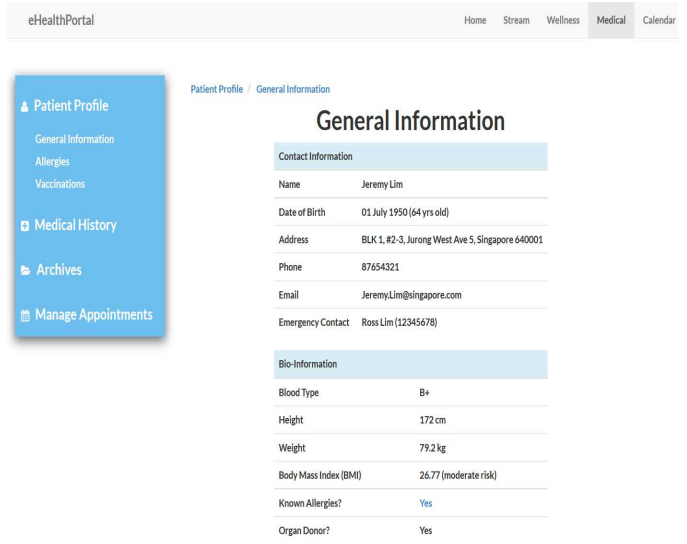 eHealthPortal Home Stream Wellness Medical Calendar
Patient Profile
General Information
Allergies
Vaccinations
Medical History
Archives
Manage Appointments
Patient Profile / General Information
General Information
Contact Information
Name Jeremy Lim
Date of Birth 01 July 1950 (64 yrs old)
Address BLK 1, #2-3, Jurong West Ave 5, Singapore 640001
Phone 87654321
Email Jeremy.Lim@singapore.com
Emergency Contact Ross Lim (12345678)
Bio-Information
Blood Type B+
Height 172 cm
Weight 79.2 kg
Body Mass Index (BMI) 26.77 (moderate risk)
Known Allergies? Yes
Organ Donor? Yes